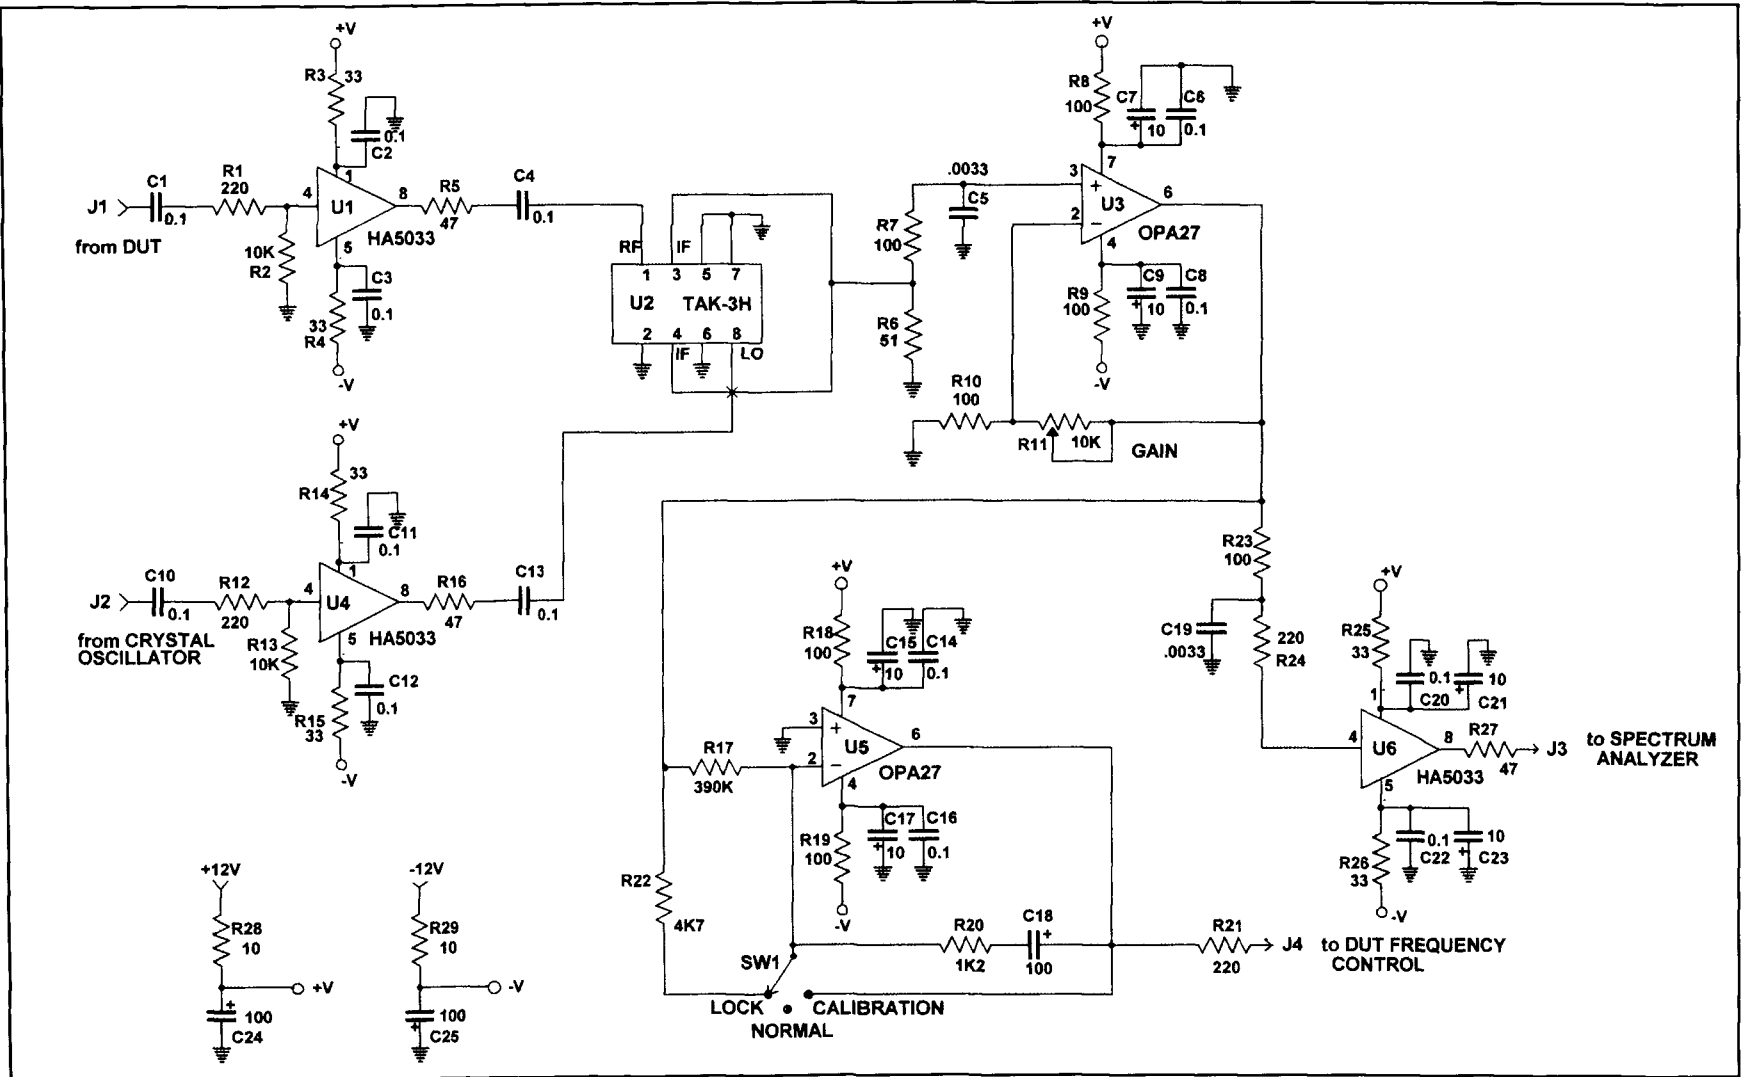 +V
R3 33
0.1
C2
C1
R1
220
4
1
8
R5
C4
J1
0.1
U1
47
0.1
from DUT
HA5033
10K
R2
5
C3
0.1
33
R4
-V
RF
IF
1 3 5 7
U2 TAK-3H
2 4 6 8
IF
LO
+V
R8
100
C7
C6
10
0.1
7
.0033
C5
3
+
2
−
U3
6
OPA27
4
R7
100
R6
51
C9
C8
R9
100
10
0.1
-V
R10
100
R11
10K
GAIN
+V
33
R14
C11
0.1
C10
R12
4
1
8
R16
C13
J2
0.1
220
U4
47
0.1
from CRYSTAL
OSCILLATOR
HA5033
R13
10K
5
C12
0.1
R15
33
-V
R23
100
C19
.0033
220
R24
+V
R18
100
C15
C14
10
0.1
7
3
+
2
−
U5
6
OPA27
4
R17
390K
C17
C16
R19
100
10
0.1
-V
+V
R25
33
0.1
10
C20
C21
1
4
U6
8
R27
47
J3
to SPECTRUM
ANALYZER
HA5033
5
0.1
10
R26
33
C22
C23
-V
R22
4K7
R20
1K2
C18
+
100
R21
220
J4
to DUT FREQUENCY
CONTROL
SW1
LOCK
CALIBRATION
NORMAL
+12V
R28
10
+V
+
100
C24
-12V
R29
10
-V
100
+
C25